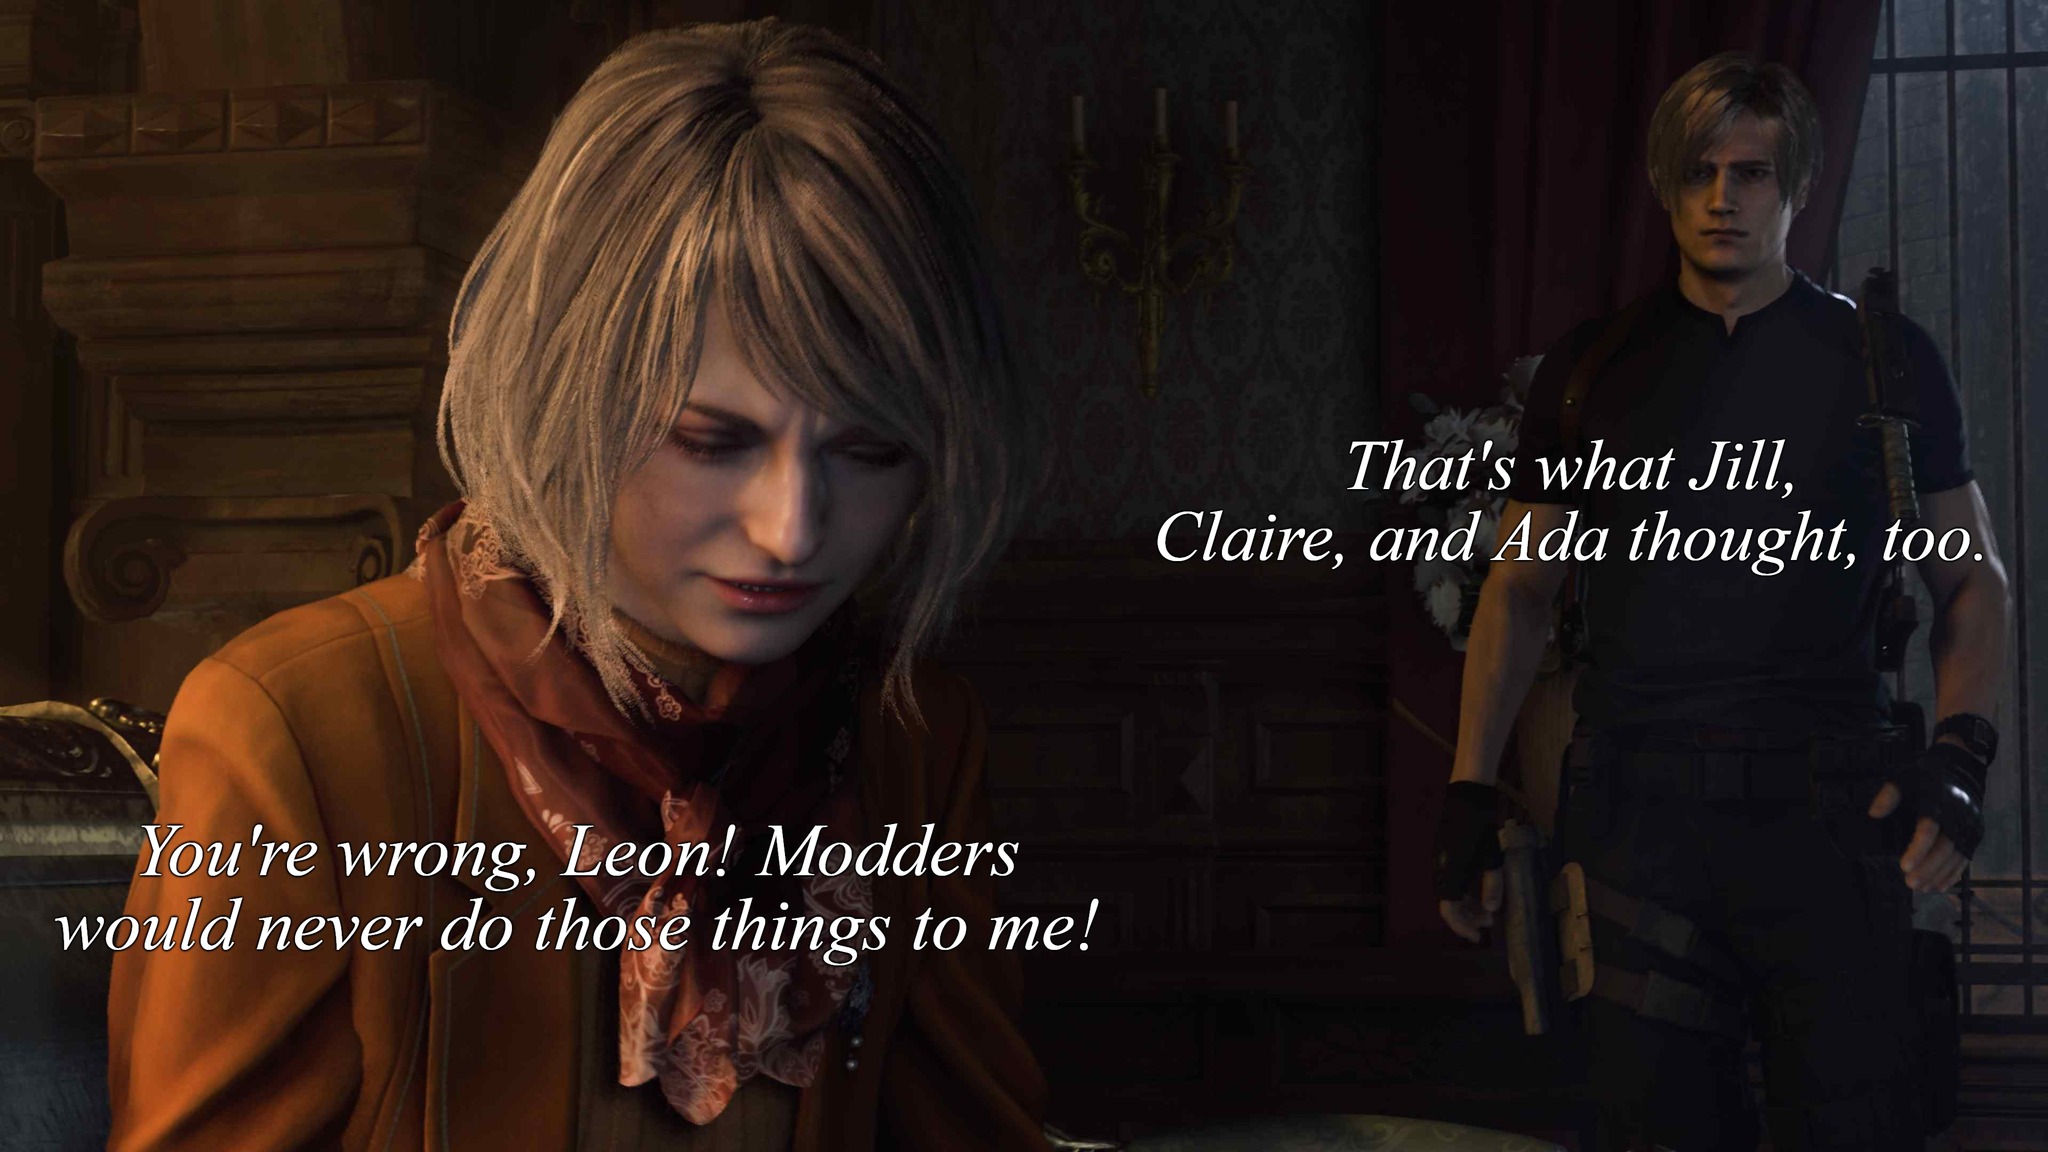 You're wrong, Leon! Modders
would never do those things to me!
That's what Jill,
Claire, and Ada thought, too.